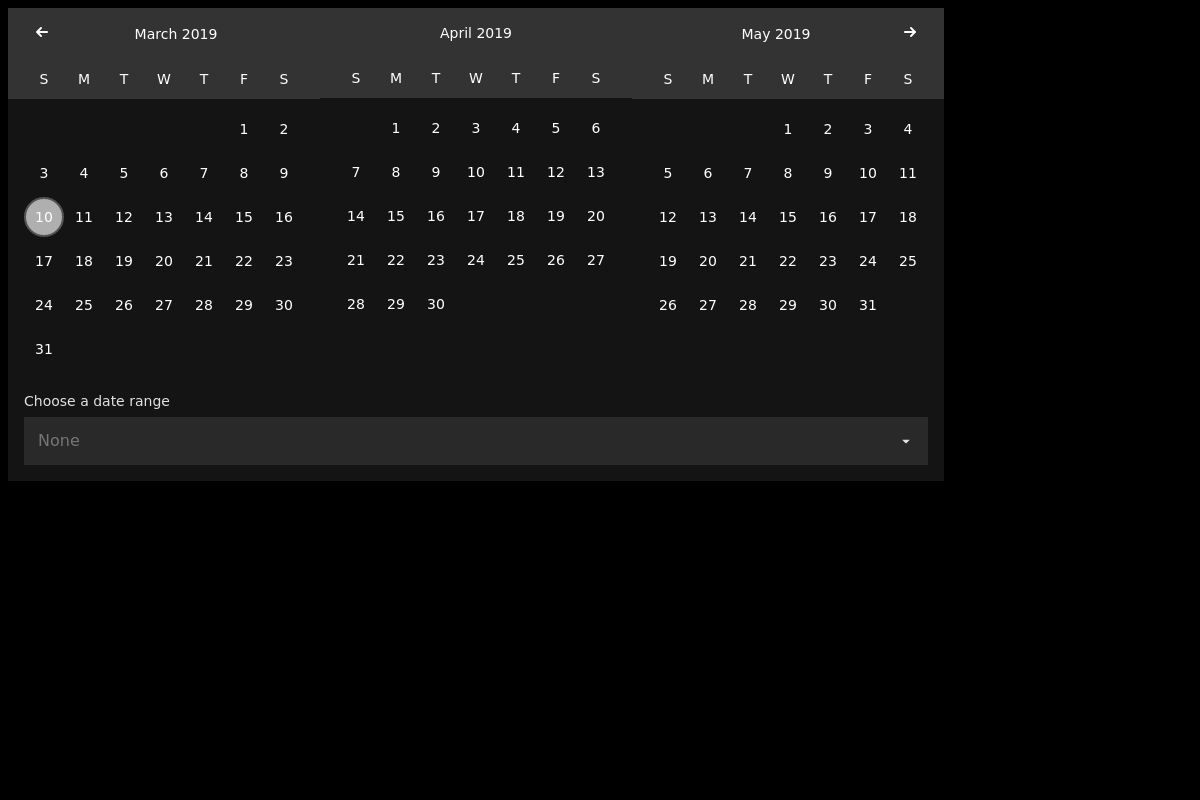 March 2019
S M T W T F S
1 2
3 4 5 6 7 8 9
10 11 12 13 14 15 16
17 18 19 20 21 22 23
24 25 26 27 28 29 30
31
April 2019
S M T W T F S
1 2 3 4 5 6
7 8 9 10 11 12 13
14 15 16 17 18 19 20
21 22 23 24 25 26 27
28 29 30
May 2019
S M T W T F S
1 2 3 4
5 6 7 8 9 10 11
12 13 14 15 16 17 18
19 20 21 22 23 24 25
26 27 28 29 30 31
Choose a date range
None